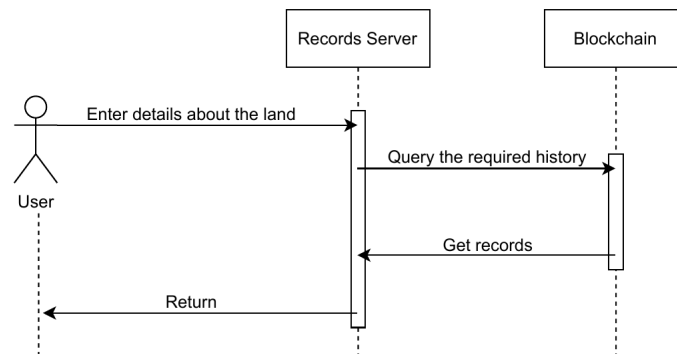 Records Server
Blockchain
Enter details about the land
Query the required history
User
Get records
Return